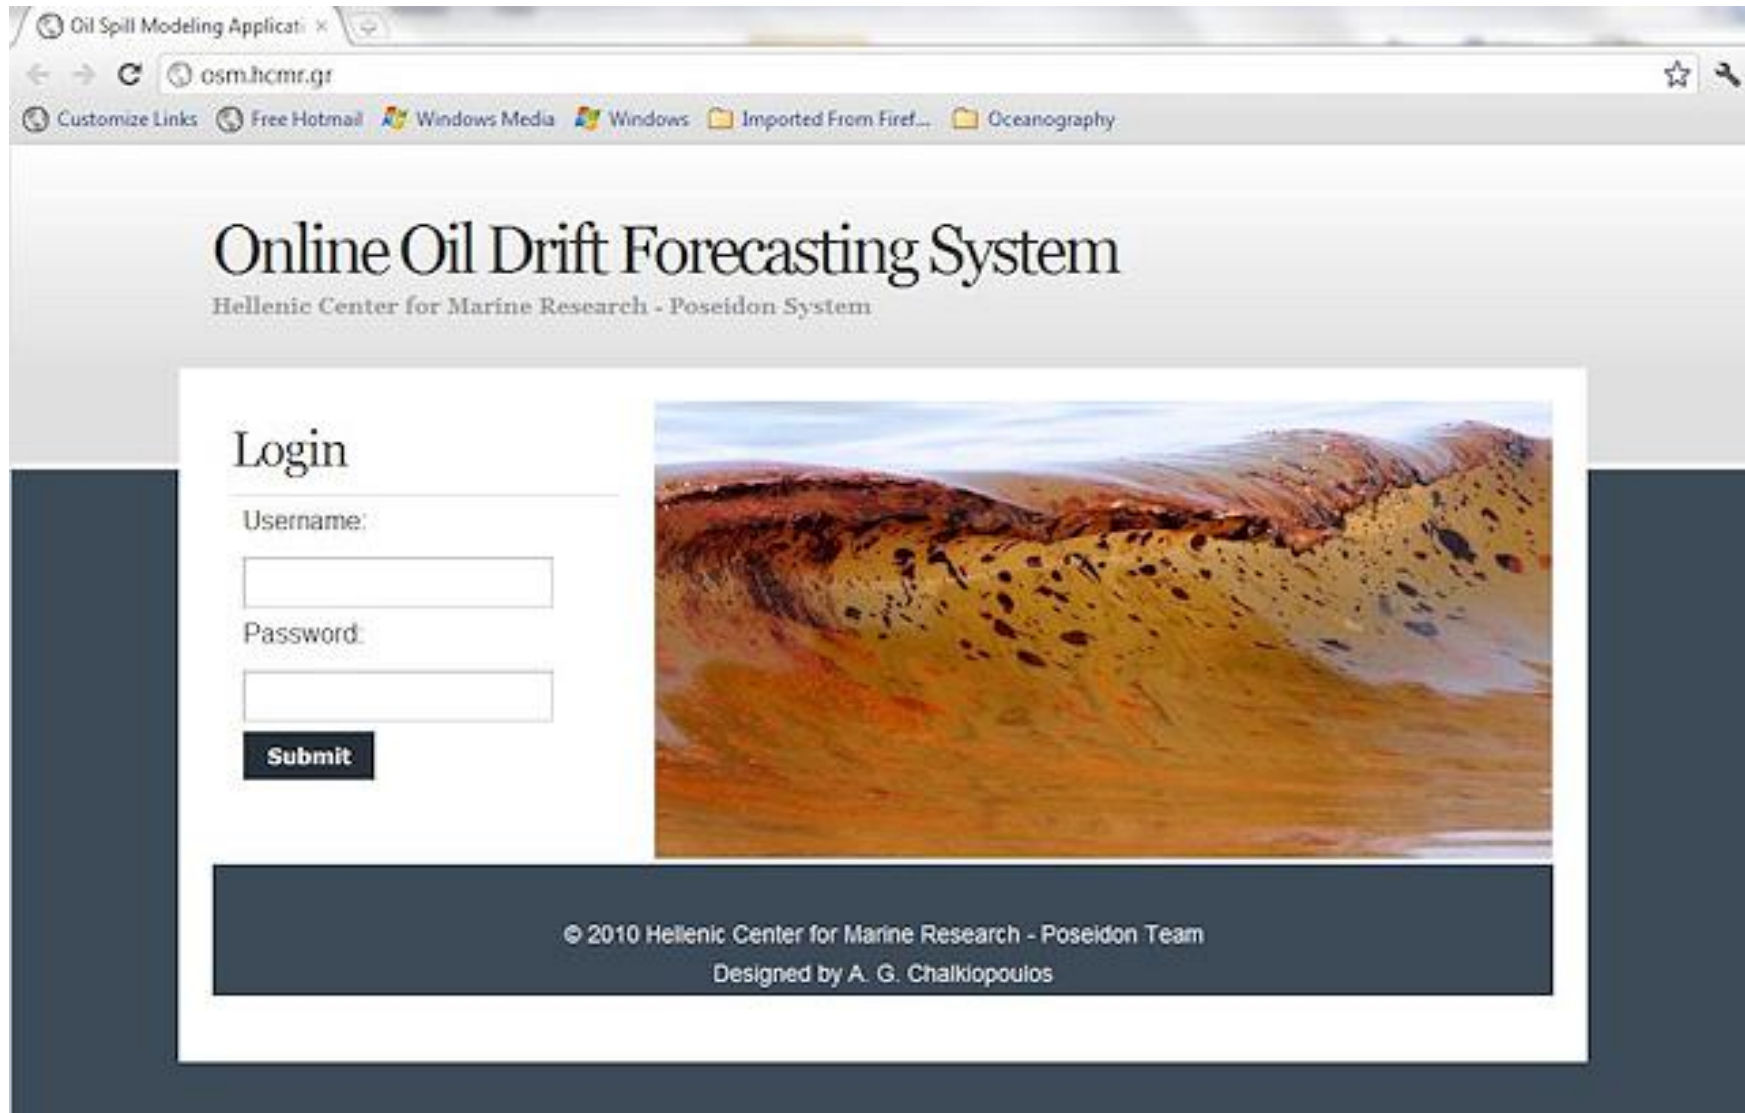 Oil Spill Modeling Applicati
osm.hcmr.gr
Customize Links Free Hotmail Windows Media Windows Imported From Firef... Oceanography
Online Oil Drift Forecasting System
Hellenic Center for Marine Research - Poseidon System
Login
Username:
Password:
Submit
© 2010 Hellenic Center for Marine Research - Poseidon Team
Designed by A. G. Chalkiopoulos